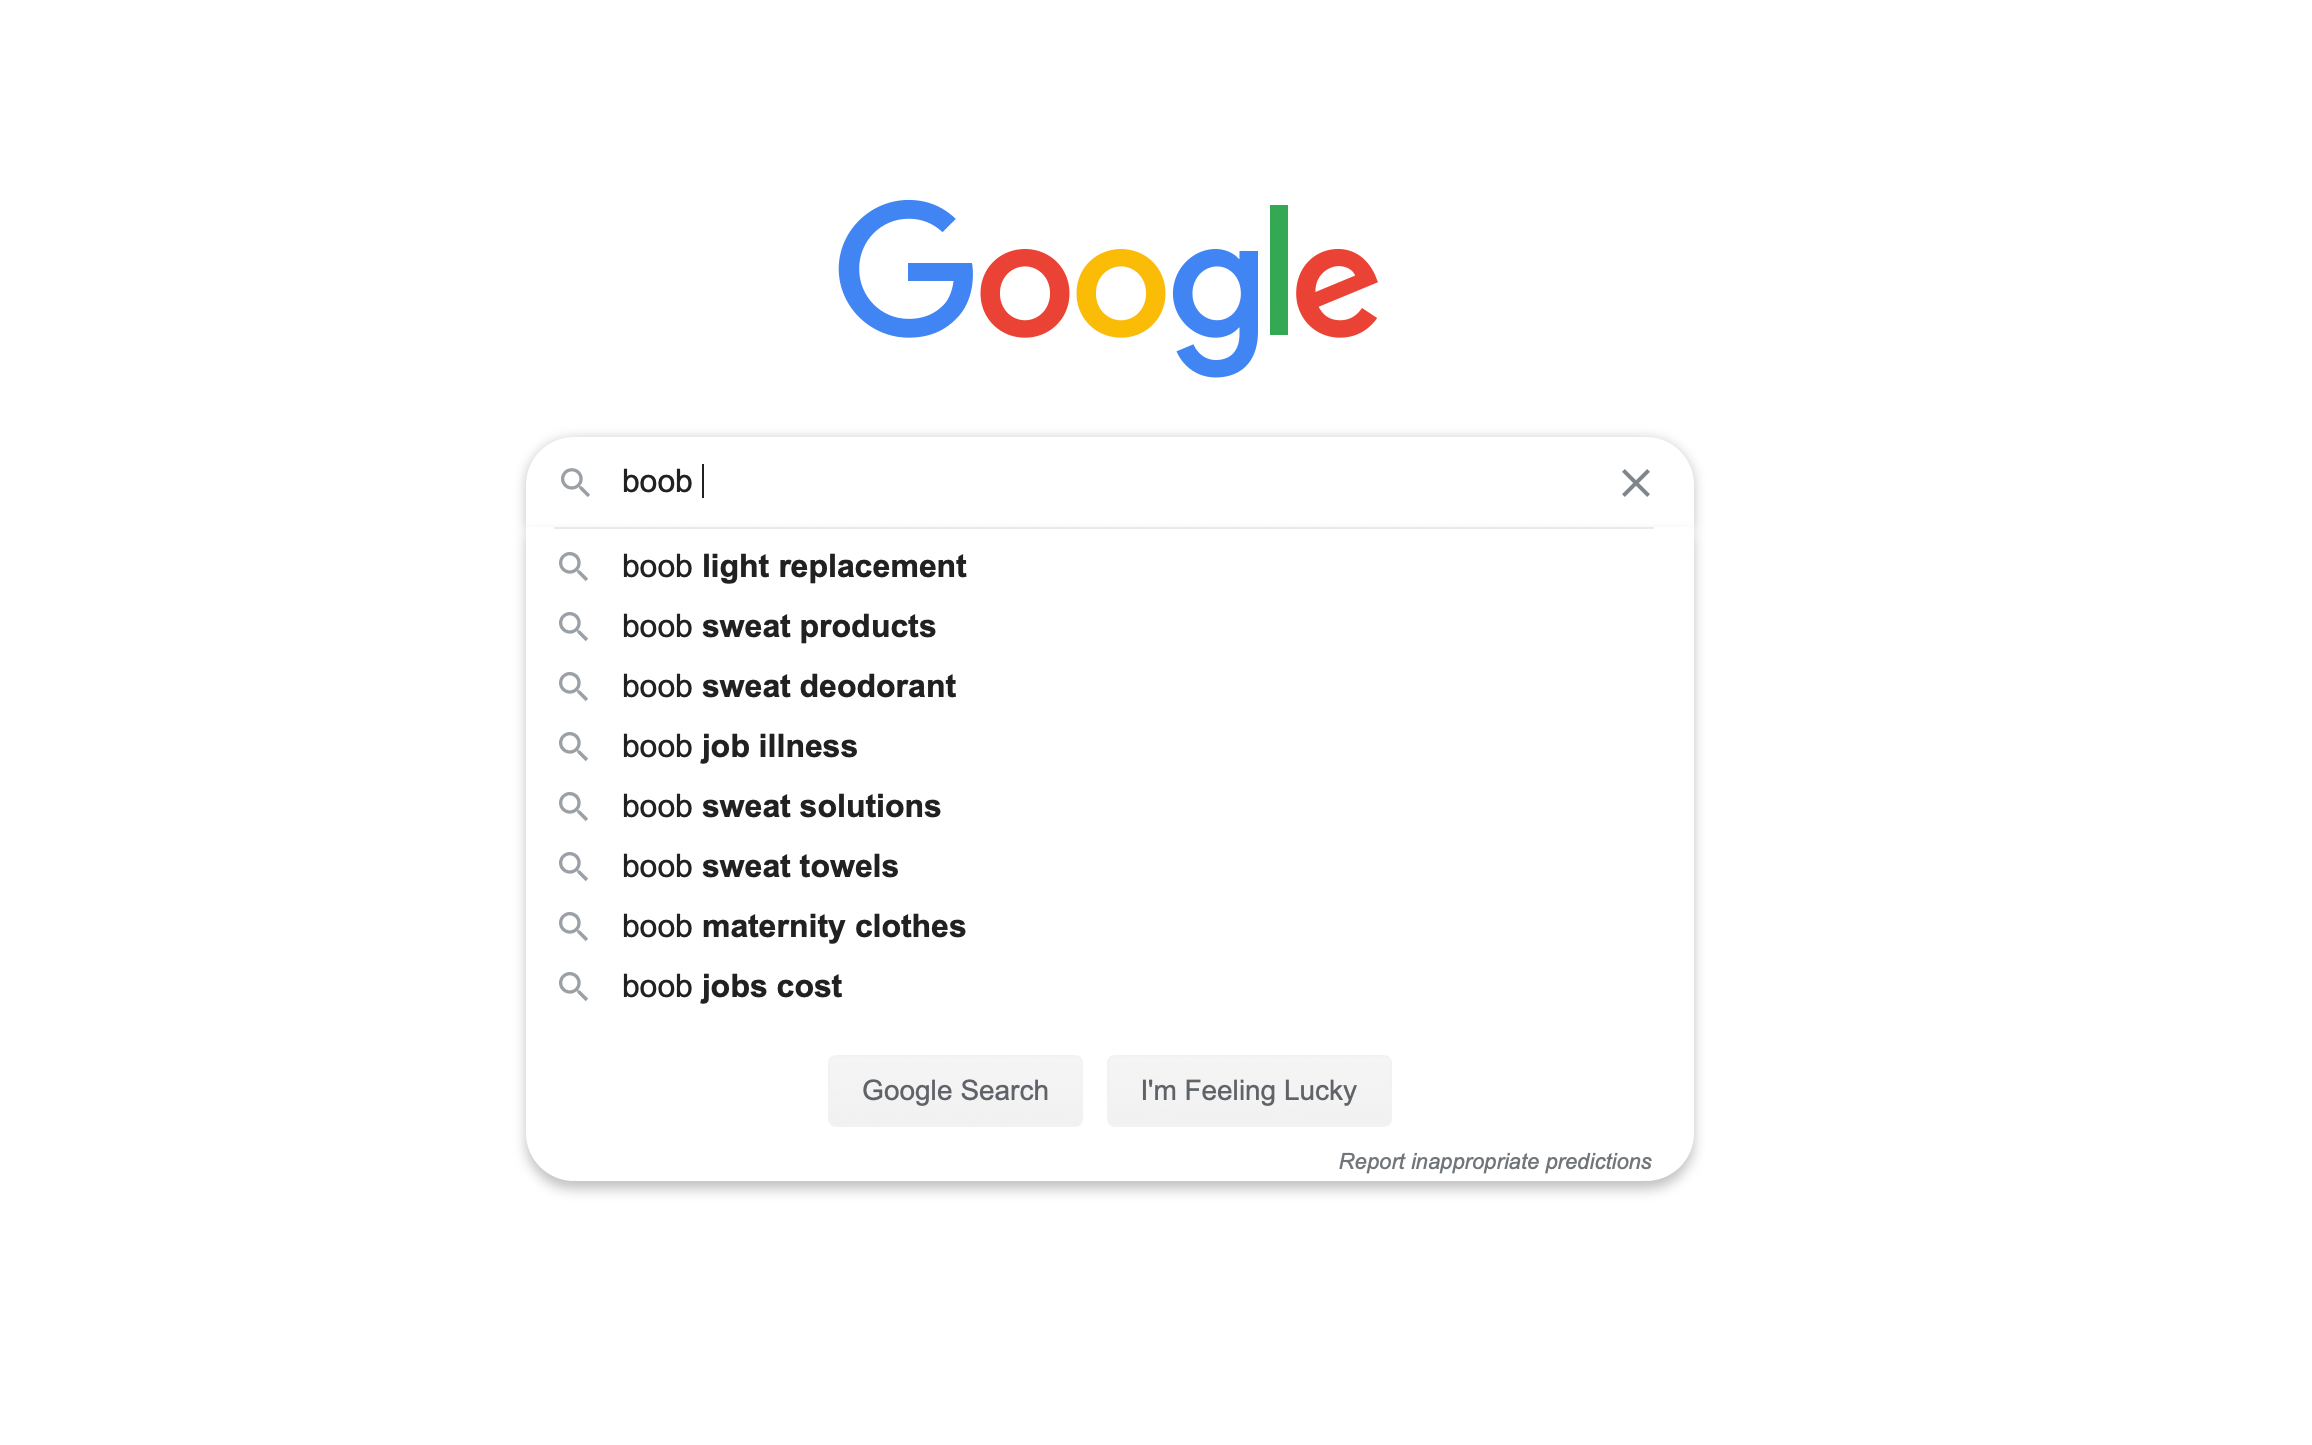 Google
boob
boob light replacement
boob sweat products
boob sweat deodorant
boob job illness
boob sweat solutions
boob sweat towels
boob maternity clothes
boob jobs cost
Google Search I'm Feeling Lucky
Report inappropriate predictions